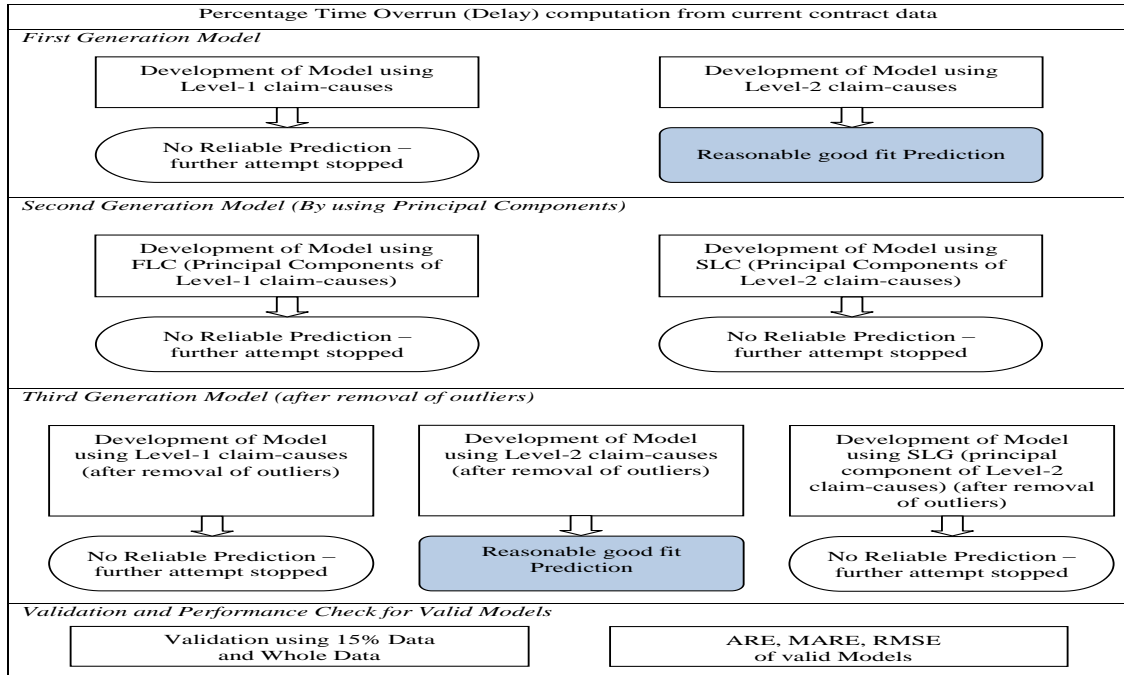 Percentage Time Overrun (Delay) computation from current contract data
First Generation Model
Development of Model using
Level-1 claim-causes
Development of Model using
Level-2 claim-causes
No Reliable Prediction –
further attempt stopped
Reasonable good fit Prediction
Second Generation Model (By using Principal Components)
Development of Model using
FLC (Principal Components of
Level-1 claim-causes)
Development of Model using
SLC (Principal Components of
Level-2 claim-causes)
No Reliable Prediction –
further attempt stopped
No Reliable Prediction –
further attempt stopped
Third Generation Model (after removal of outliers)
Development of Model
using Level-1 claim-causes
(after removal of outliers)
Development of Model
using Level-2 claim-causes
(after removal of outliers)
Development of Model
using SLG (principal
component of Level-2
claim-causes) (after removal
of outliers)
No Reliable Prediction –
further attempt stopped
Reasonable good fit
Prediction
No Reliable Prediction –
further attempt stopped
Validation and Performance Check for Valid Models
Validation using 15% Data
and Whole Data
ARE, MARE, RMSE
of valid Models